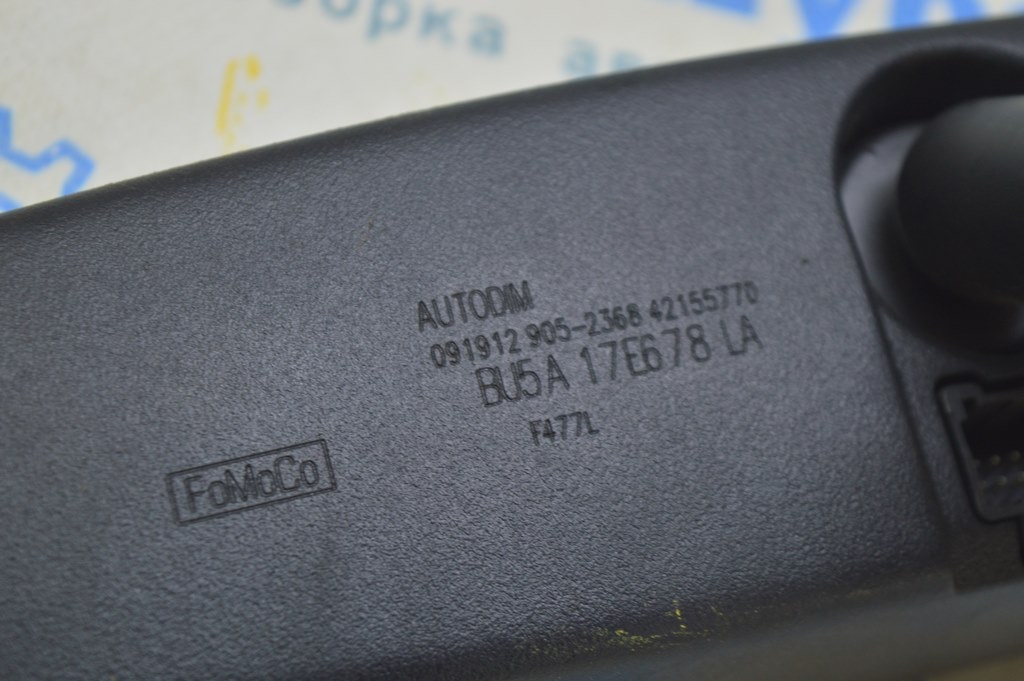 AUTODIM
091912 905-2368 42155770
BU5A 17E678 LA
F477L
FoMoCo